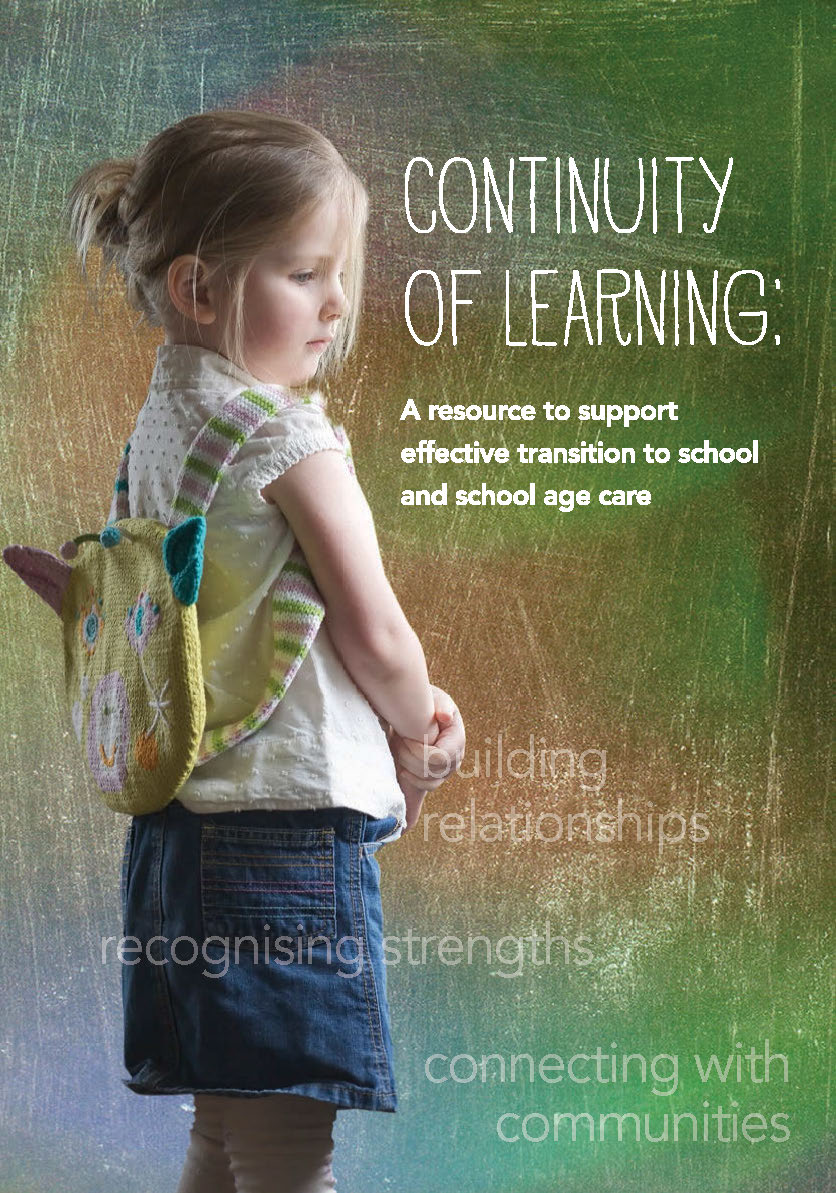 CONTINUITY
OF LEARNING:
A resource to support
effective transition to school
and school age care
building
relationships
recognising strengths
connecting with
communities